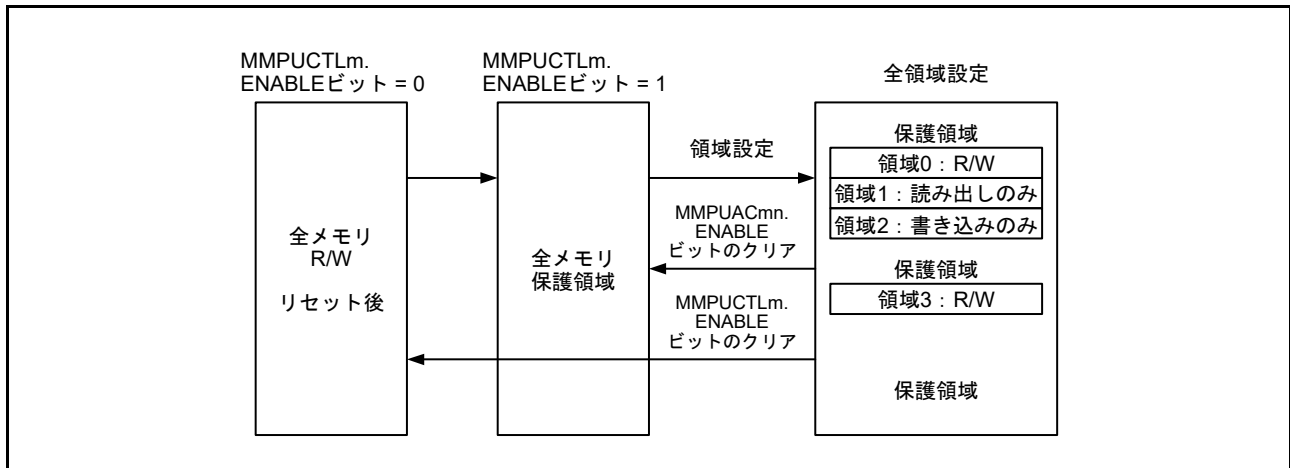 MMPUCTLm.
ENABLEビット = 0
MMPUCTLm.
ENABLEビット = 1
全領域設定
全メモリ
R/W
リセット後
全メモリ
保護領域
領域設定
MMPUACmn.
ENABLE
ビットのクリア
MMPUCTLm.
ENABLE
ビットのクリア
保護領域
領域0：R/W
領域1：読み出しのみ
領域2：書き込みのみ
保護領域
領域3：R/W
保護領域